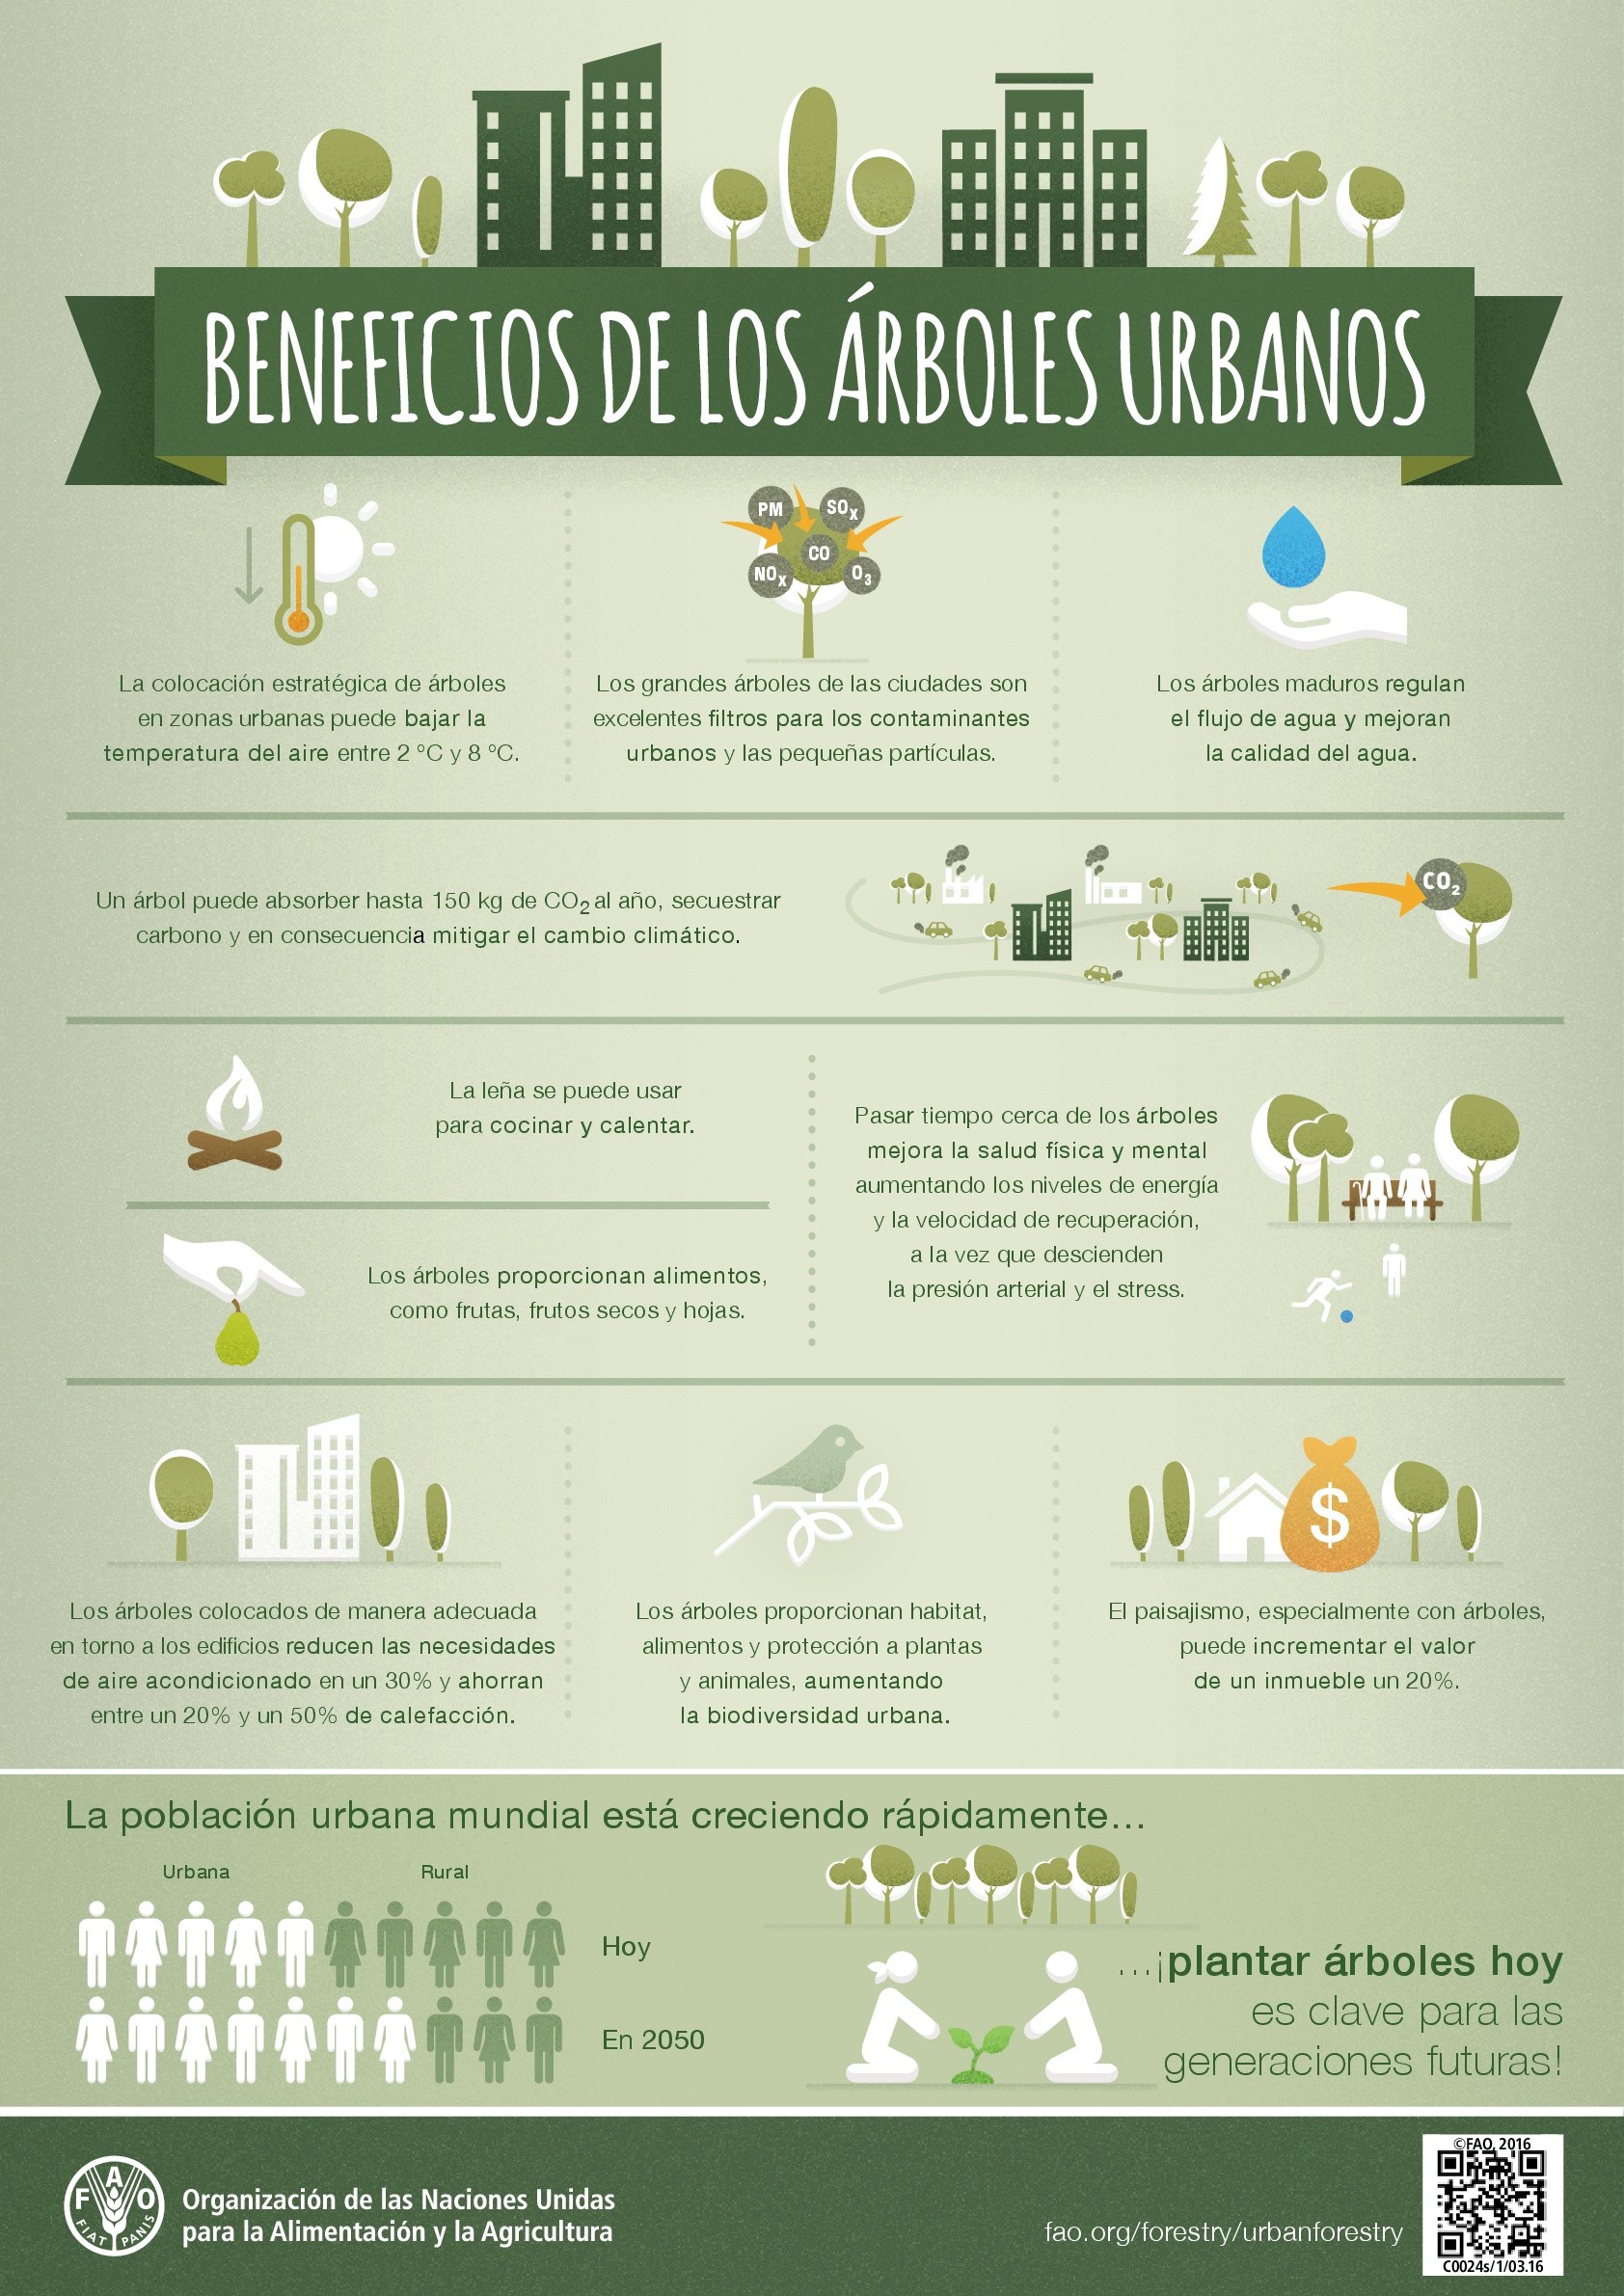 BENEFICIOS DE LOS ÁRBOLES URBANOS
La colocación estratégica de árboles
en zonas urbanas puede bajar la
temperatura del aire entre 2 ºC y 8 ºC.
PM
SOX
CO
NOX
O3
Los grandes árboles de las ciudades son
excelentes filtros para los contaminantes
urbanos y las pequeñas partículas.
Los árboles maduros regulan
el flujo de agua y mejoran
la calidad del agua.
Un árbol puede absorber hasta 150 kg de CO2 al año, secuestrar
carbono y en consecuencia mitigar el cambio climático.
CO2
La leña se puede usar
para cocinar y calentar.
Los árboles proporcionan alimentos,
como frutas, frutos secos y hojas.
Pasar tiempo cerca de los árboles
mejora la salud física y mental
aumentando los niveles de energía
y la velocidad de recuperación,
a la vez que descienden
la presión arterial y el stress.
Los árboles colocados de manera adecuada
en torno a los edificios reducen las necesidades
de aire acondicionado en un 30% y ahorran
entre un 20% y un 50% de calefacción.
Los árboles proporcionan habitat,
alimentos y protección a plantas
y animales, aumentando
la biodiversidad urbana.
$
El paisajismo, especialmente con árboles,
puede incrementar el valor
de un inmueble un 20%.
La población urbana mundial está creciendo rápidamente...
Urbana
Rural
Hoy
En 2050
...¡plantar árboles hoy
es clave para las
generaciones futuras!
F A O
FIAT PANIS
Organización de las Naciones Unidas
para la Alimentación y la Agricultura
fao.org/forestry/urbanforestry
©FAO, 2016
C0024s/1/03.16